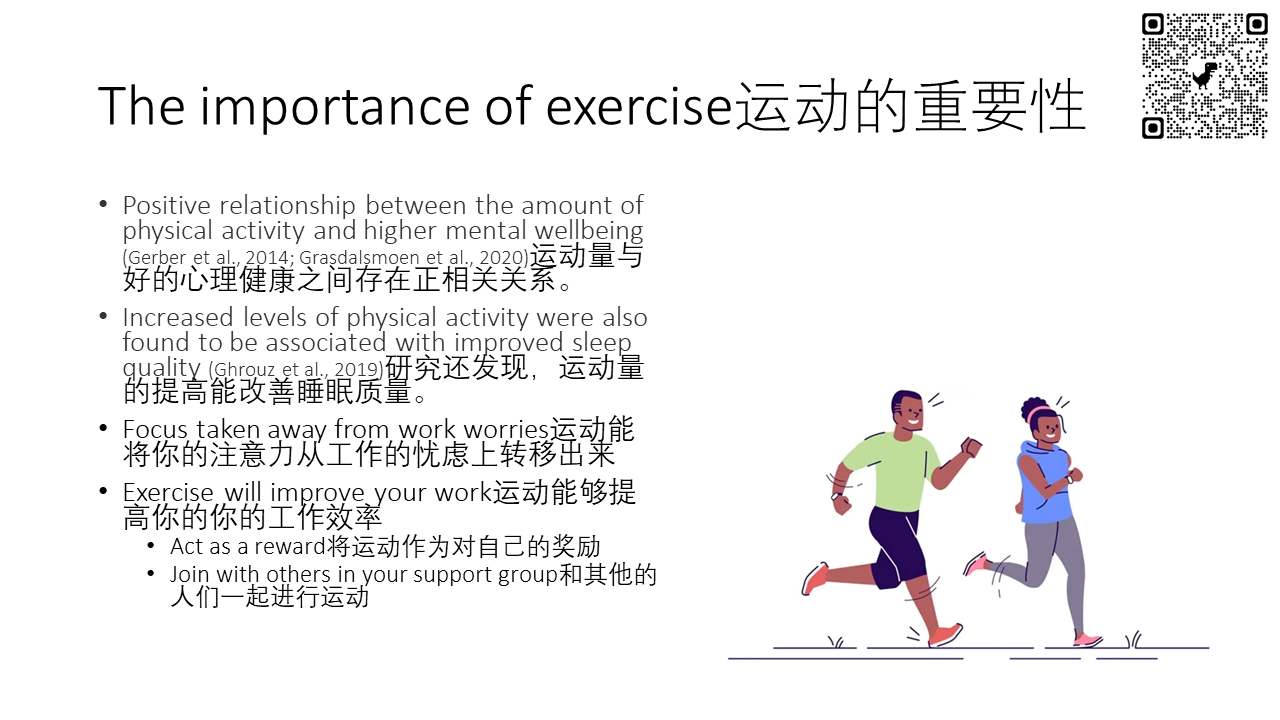 The importance of exercise运动的重要性
• Positive relationship between the amount of
physical activity and higher mental wellbeing
(Gerber et al., 2014; Grasdalsmoen et al., 2020)运动量与
好的心理健康之间存在正相关关系。
• Increased levels of physical activity were also
found to be associated with improved sleep
quality (Ghrouz et al., 2019)研究还发现，运动量
的提高能改善睡眠质量。
• Focus taken away from work worries运动能
将你的注意力从工作的忧虑上转移出来
• Exercise will improve your work运动能够提
高你的你的工作效率
• Act as a reward将运动作为对自己的奖励
• Join with others in your support group和其他的
人们一起进行运动